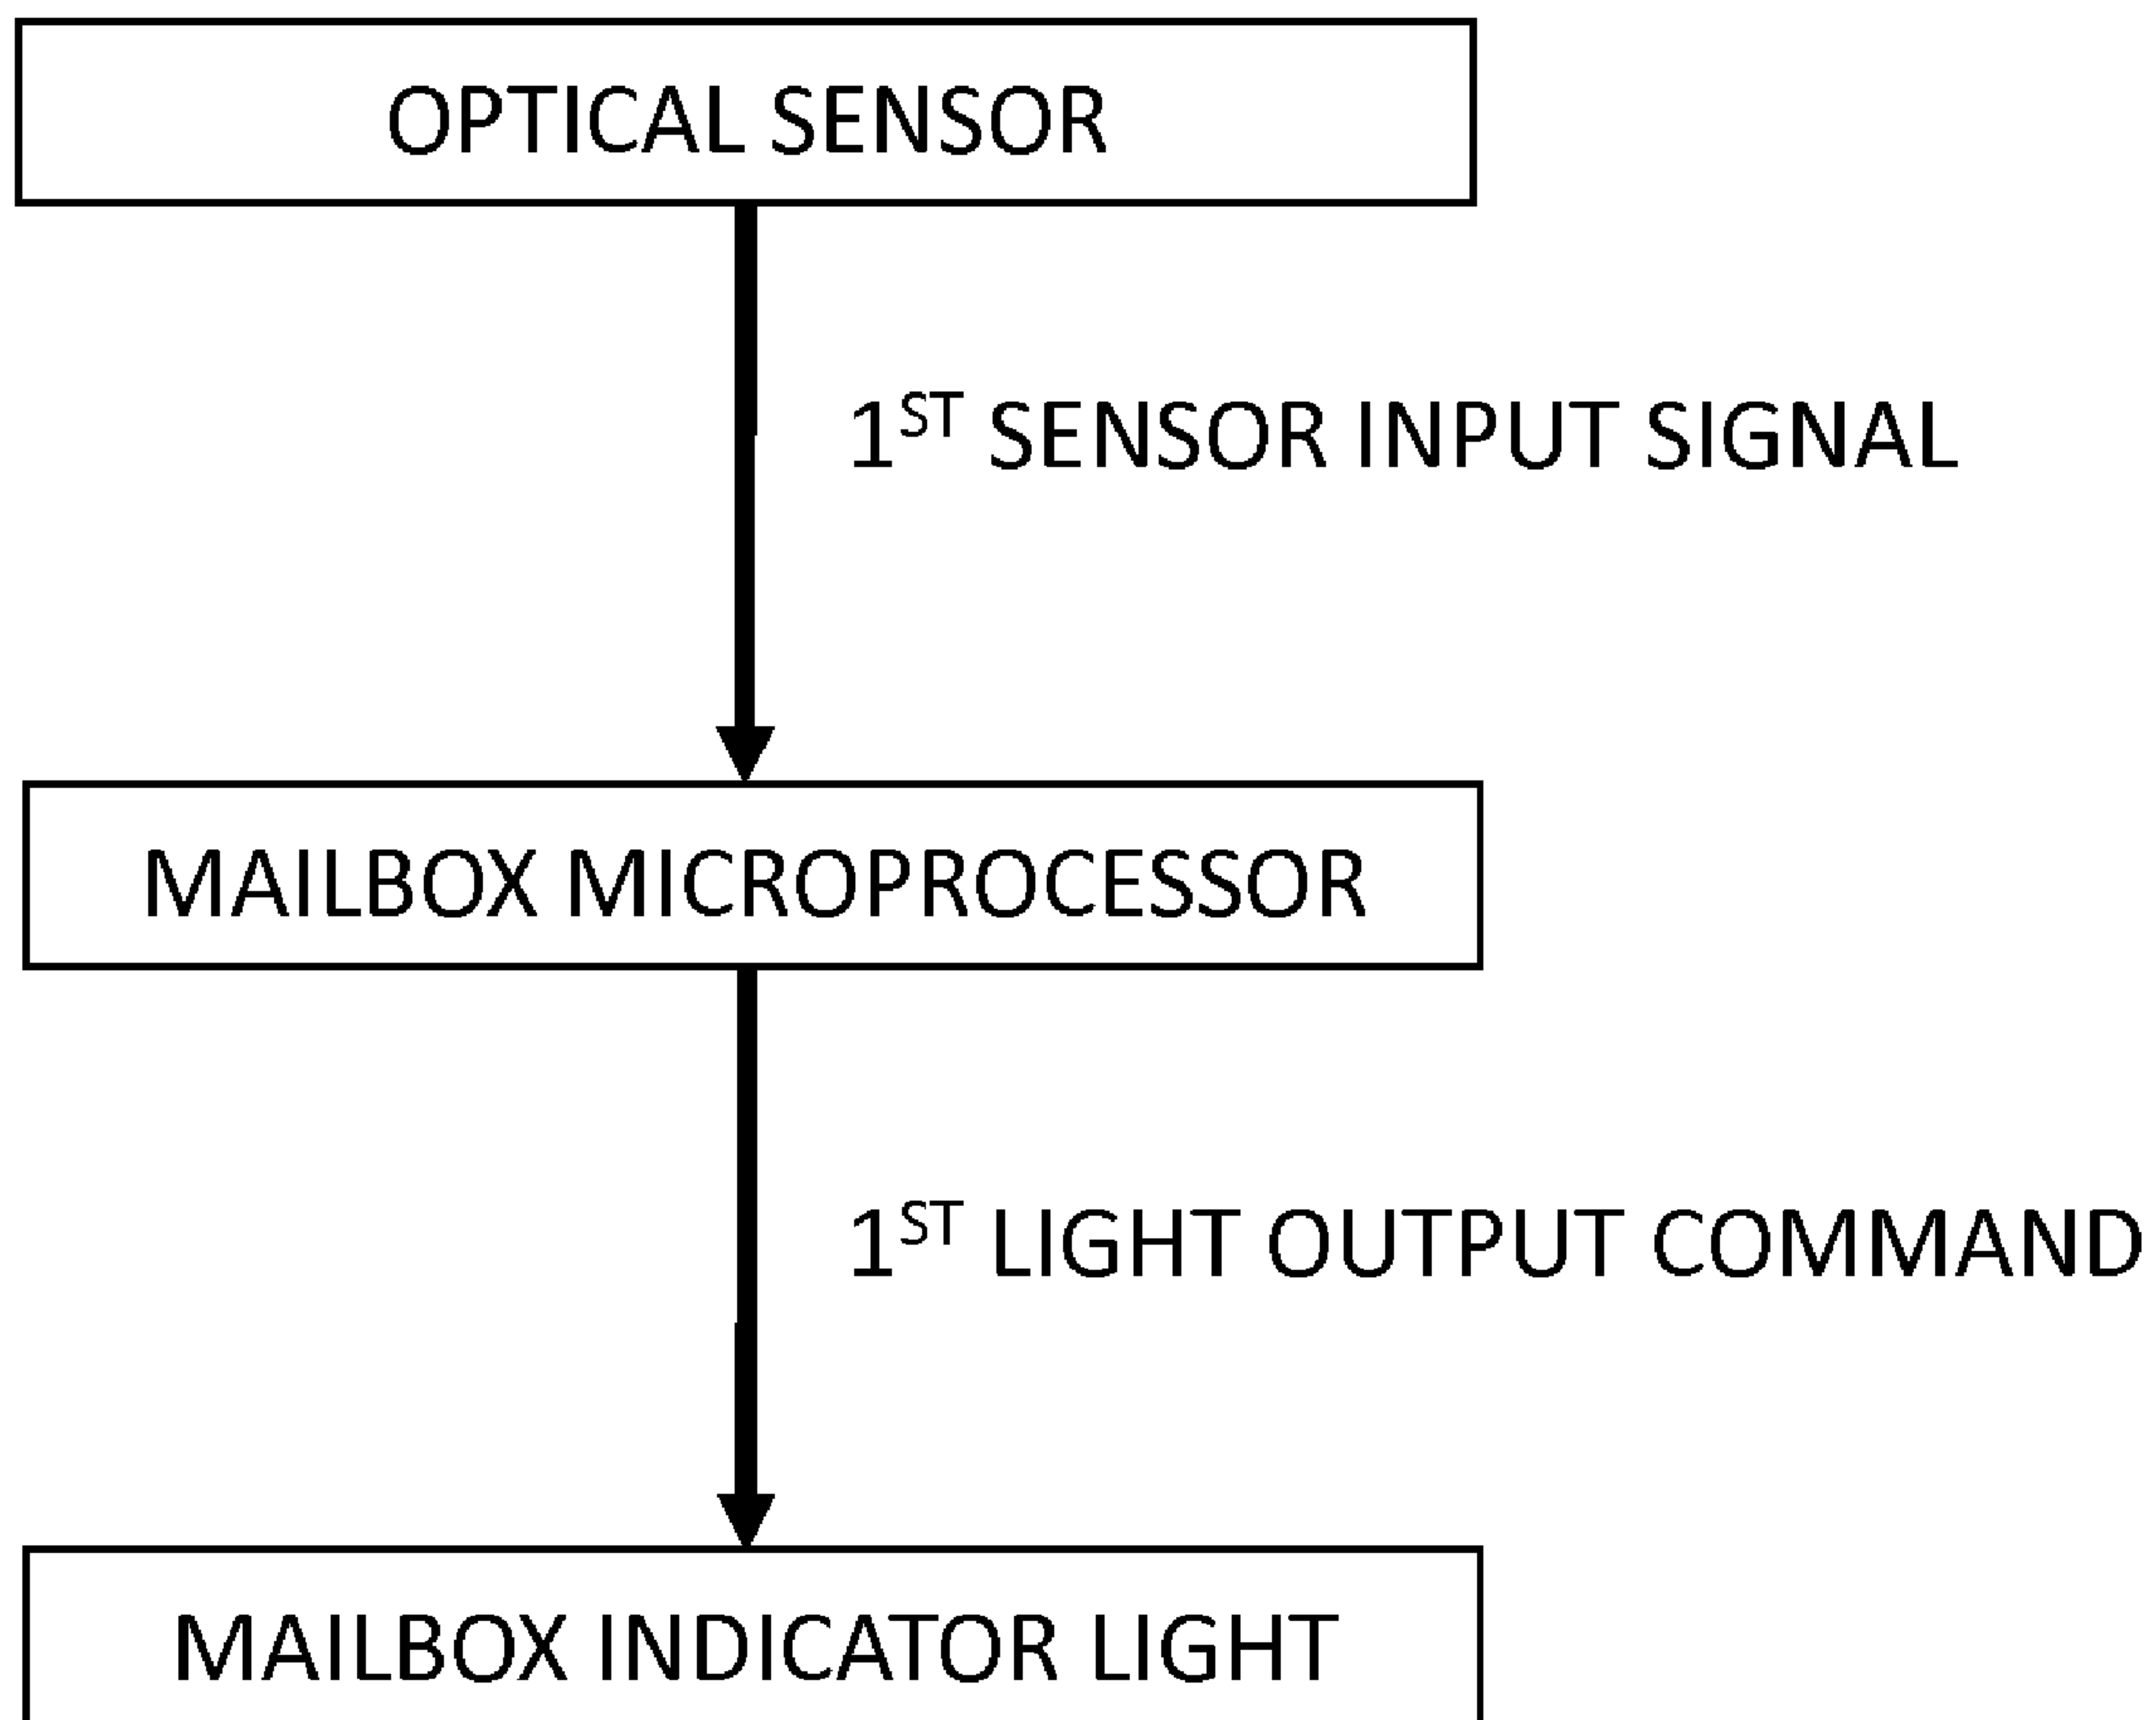 OPTICAL SENSOR
1ST SENSOR INPUT SIGNAL
MAILBOX MICROPROCESSOR
1ST LIGHT OUTPUT COMMAND
MAILBOX INDICATOR LIGHT